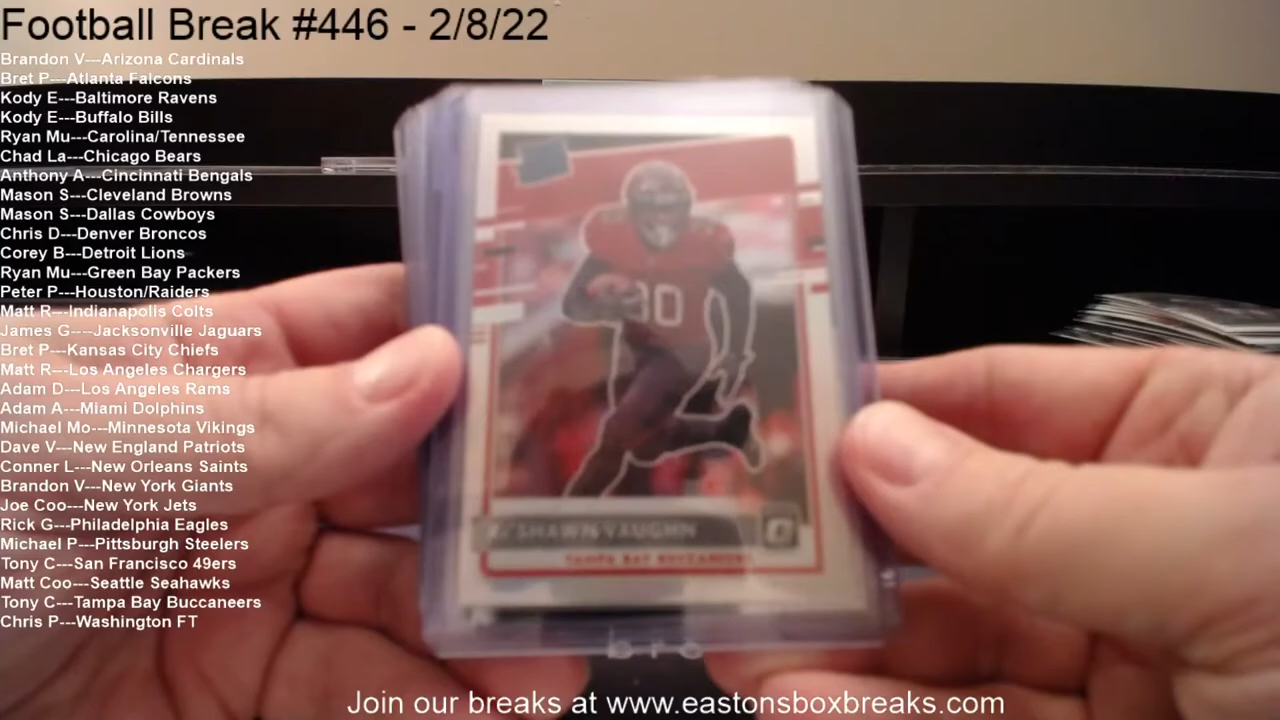 Football Break #446 - 2/8/22
Brandon V---Arizona Cardinals
Bret P---Atlanta Falcons
Kody E---Baltimore Ravens
Kody E---Buffalo Bills
Ryan Mu---Carolina/Tennessee
Chad La---Chicago Bears
Anthony A---Cincinnati Bengals
Mason S---Cleveland Browns
Mason S---Dallas Cowboys
Chris D---Denver Broncos
Corey B---Detroit Lions
Ryan Mu---Green Bay Packers
Peter P---Houston/Raiders
Matt R---Indianapolis Colts
James G----Jacksonville Jaguars
Bret P---Kansas City Chiefs
Matt R---Los Angeles Chargers
Adam D---Los Angeles Rams
Adam A---Miami Dolphins
Michael Mo---Minnesota Vikings
Dave V---New England Patriots
Conner L---New Orleans Saints
Brandon V---New York Giants
Joe Coo---New York Jets
Rick G---Philadelphia Eagles
Michael P---Pittsburgh Steelers
Tony C---San Francisco 49ers
Matt Coo---Seattle Seahawks
Tony C---Tampa Bay Buccaneers
Chris P---Washington FT
30
KE'SHAWN VAUGHN
TAMPA BAY BUCCANEERS
pro
Join our breaks at www.eastonsboxbreaks.com